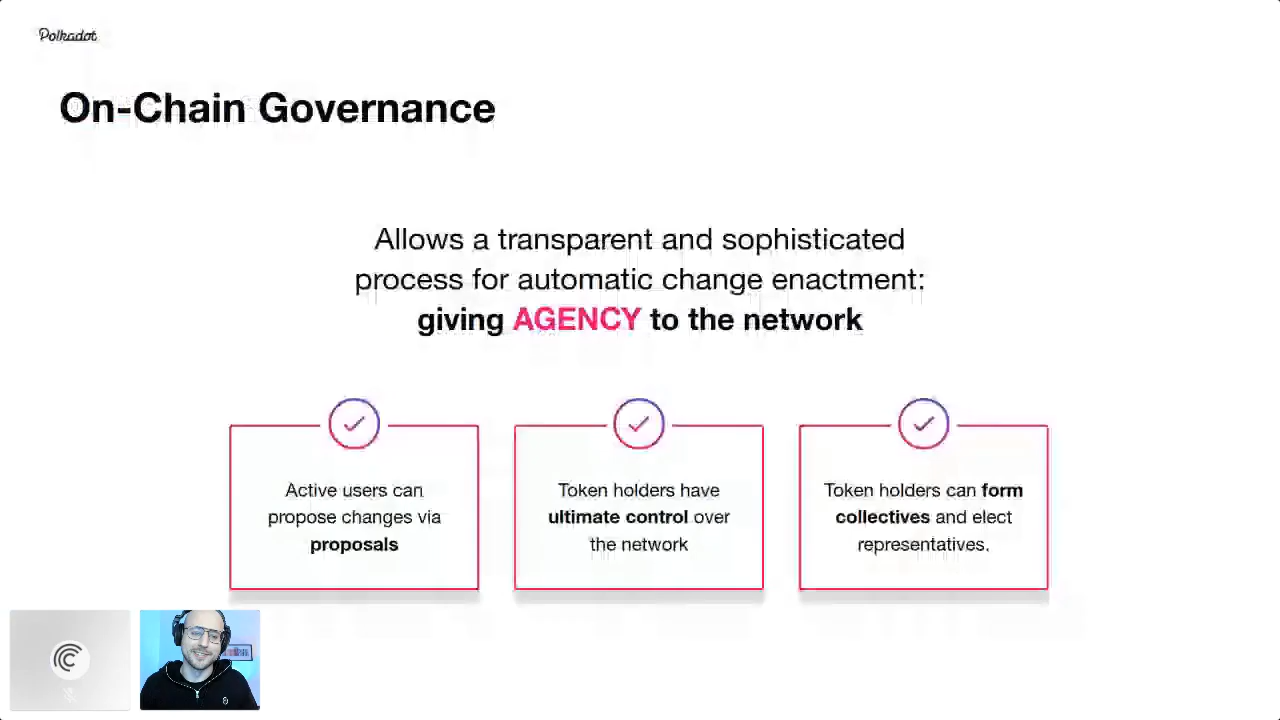 Polkadot
On-Chain Governance
Allows a transparent and sophisticated
process for automatic change enactment:
giving AGENCY to the network
Active users can
propose changes via
proposals
Token holders have
ultimate control over
the network
Token holders can form
collectives and elect
representatives.